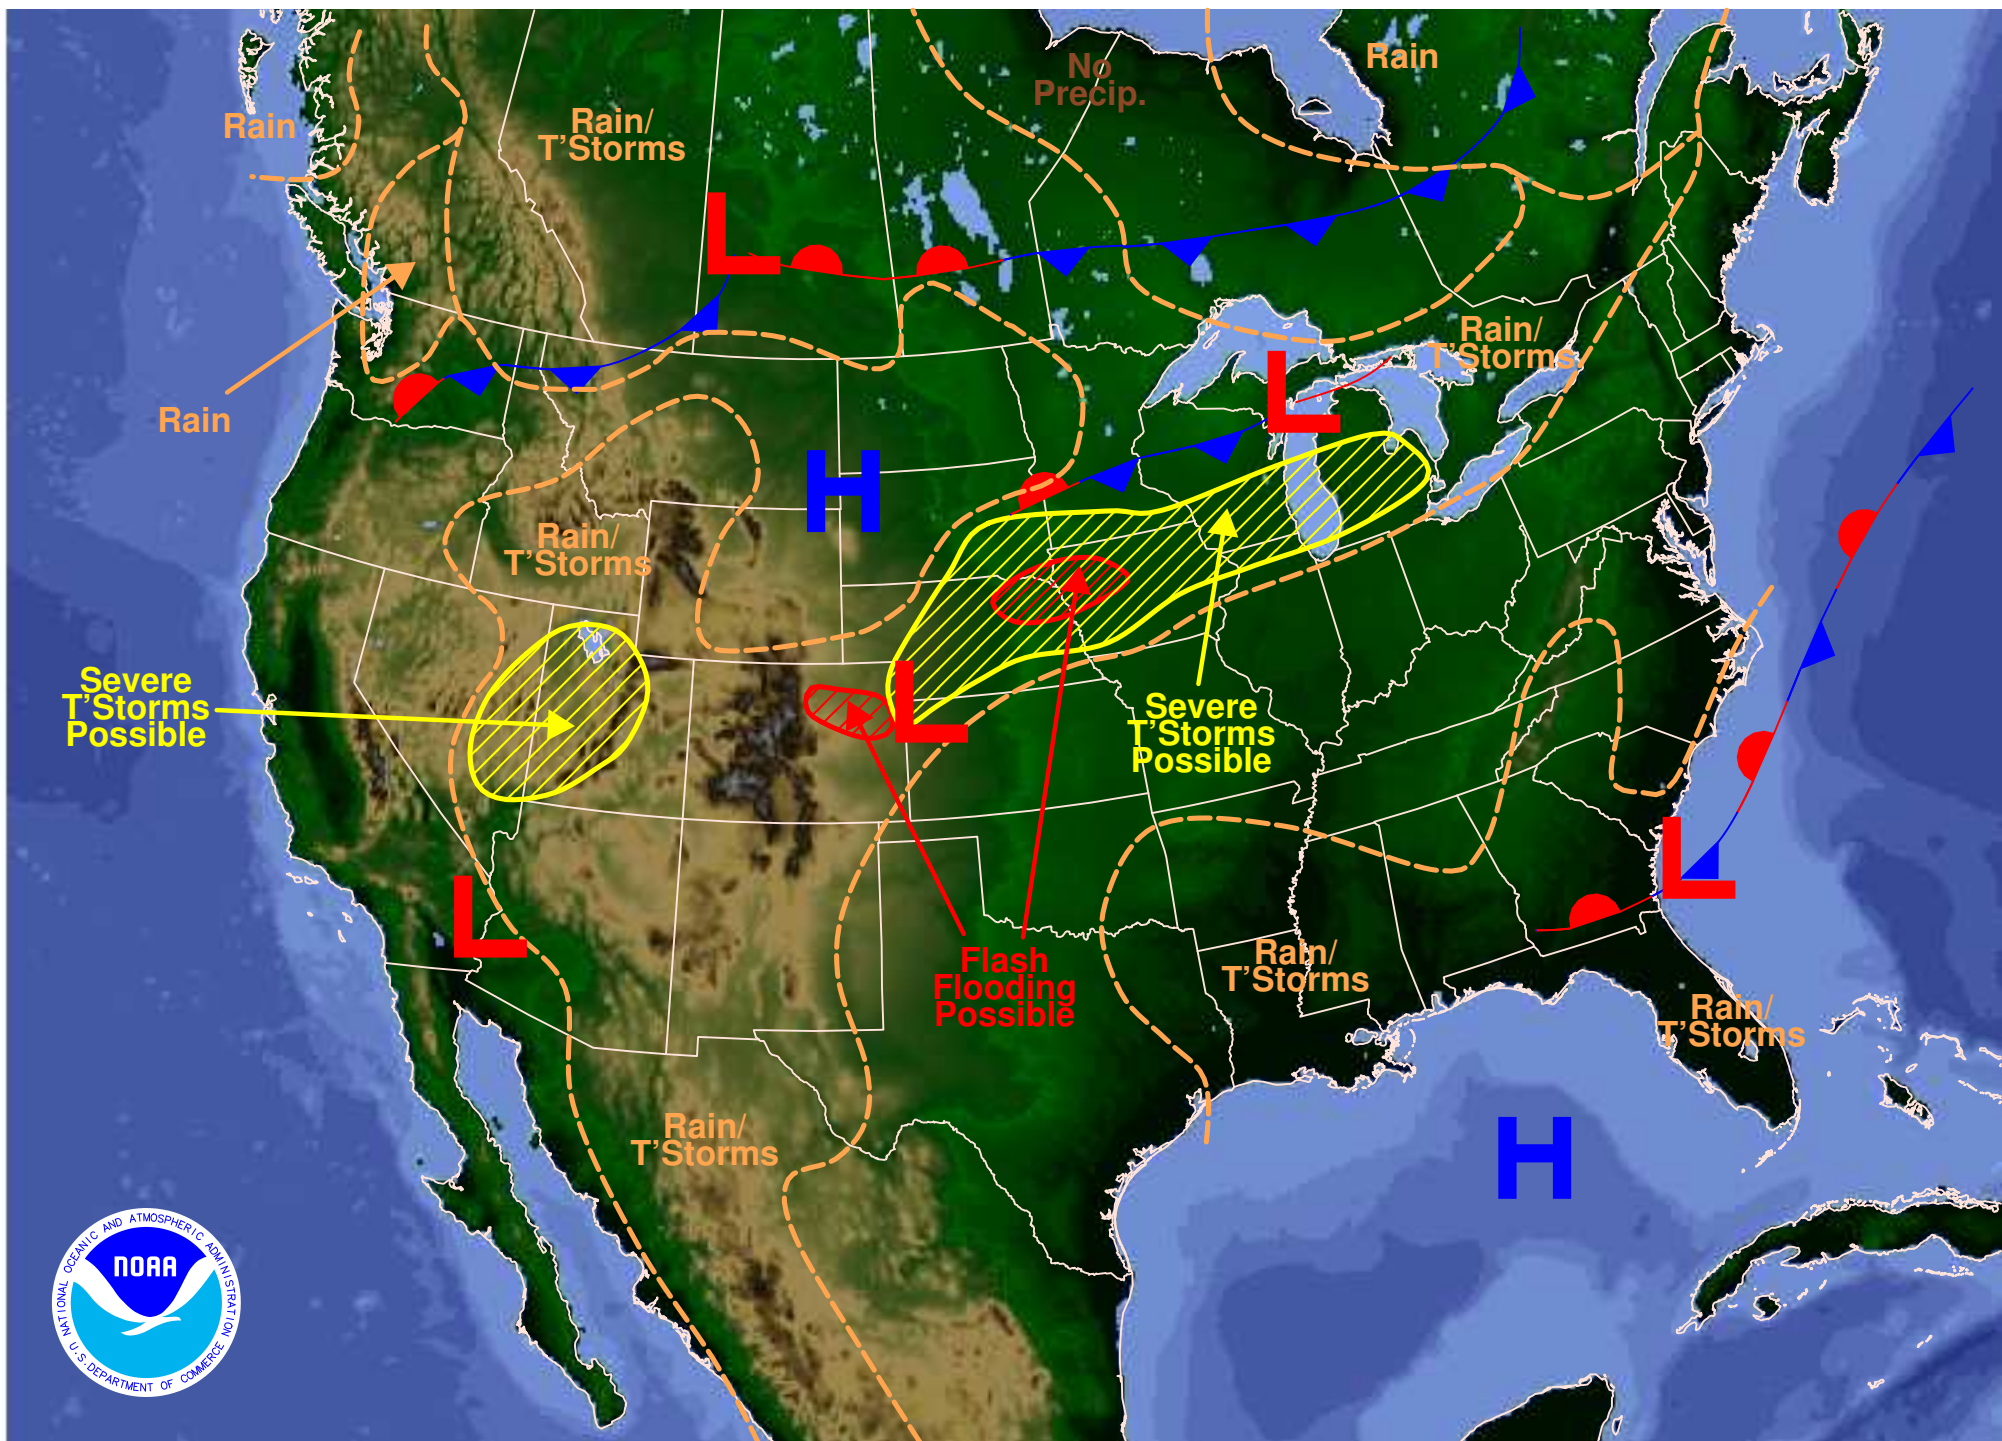 No
Precip.
Rain
Rain
Rain/
T'Storms
Rain
Rain/
T'Storms
Rain/
T'Storms
Severe
T'Storms
Possible
Severe
T'Storms
Possible
Flash
Flooding
Possible
Rain/
T'Storms
Rain/
T'Storms
Rain/
T'Storms
L
L
H
L
L
L
H
NATIONAL OCEANIC AND ATMOSPHERIC ADMINISTRATION
NOAA
U.S. DEPARTMENT OF COMMERCE